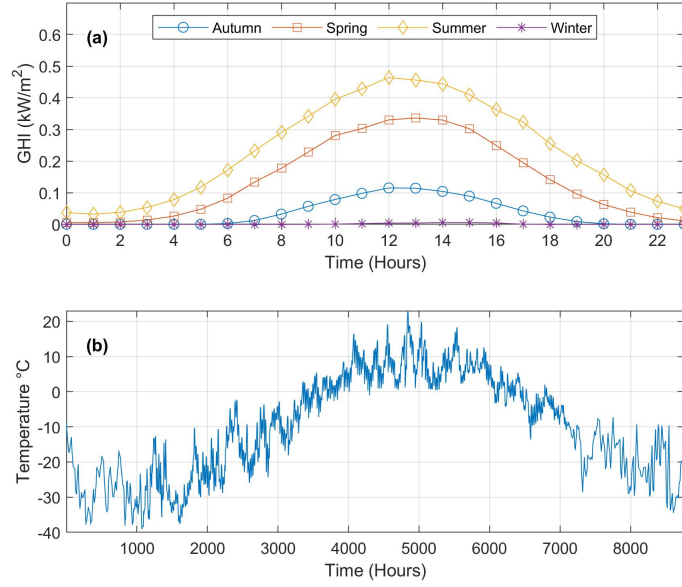 (a)
Autumn Spring Summer Winter
GHI (kW/m²)
0.6
0.5
0.4
0.3
0.2
0.1
0
0 2 4 6 8 10 12 14 16 18 20 22
Time (Hours)
(b)
Temperature °C
20
10
0
-10
-20
-30
-40
1000 2000 3000 4000 5000 6000 7000 8000
Time (Hours)